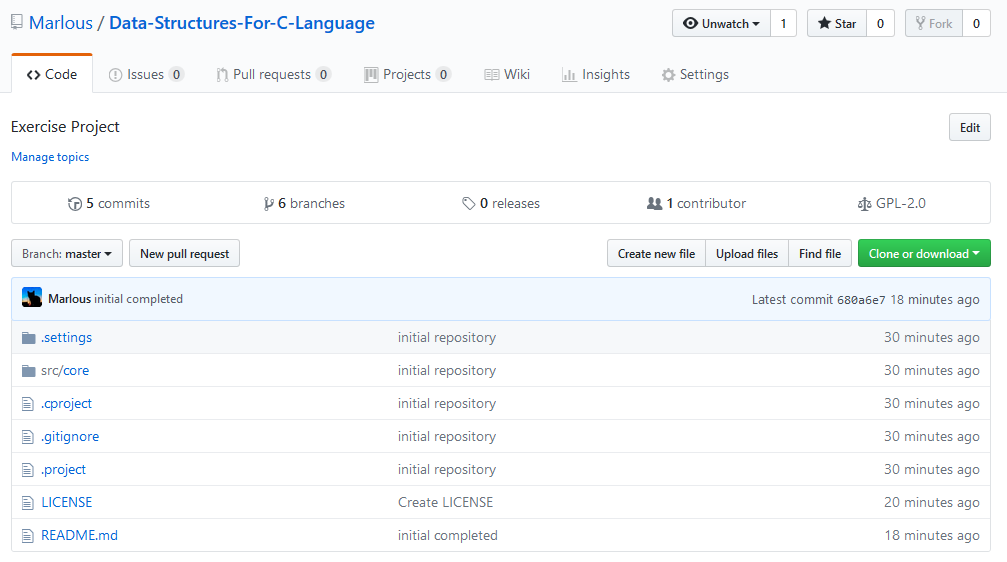 Marlous / Data-Structures-For-C-Language Unwatch 1 Star 0 Fork 0
Code Issues 0 Pull requests 0 Projects 0 Wiki Insights Settings
Exercise Project Edit
Manage topics
5 commits 6 branches 0 releases 1 contributor GPL-2.0
Branch: master New pull request Create new file Upload files Find file Clone or download
Marlous initial completed Latest commit 680a6e7 18 minutes ago
.settings initial repository 30 minutes ago
src/core initial repository 30 minutes ago
.cproject initial repository 30 minutes ago
.gitignore initial repository 30 minutes ago
.project initial repository 30 minutes ago
LICENSE Create LICENSE 20 minutes ago
README.md initial completed 18 minutes ago